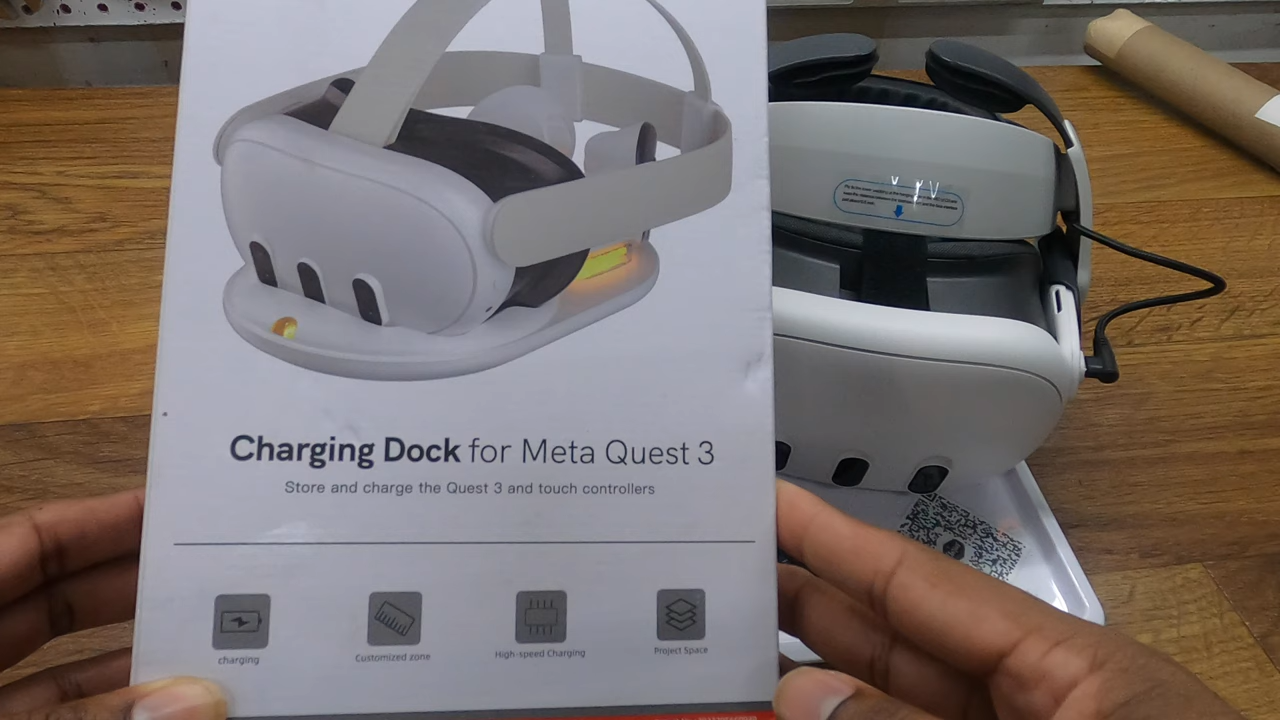 Charging Dock for Meta Quest 3
Store and charge the Quest 3 and touch controllers
charging
Customized zone
High-speed Charging
Project Space